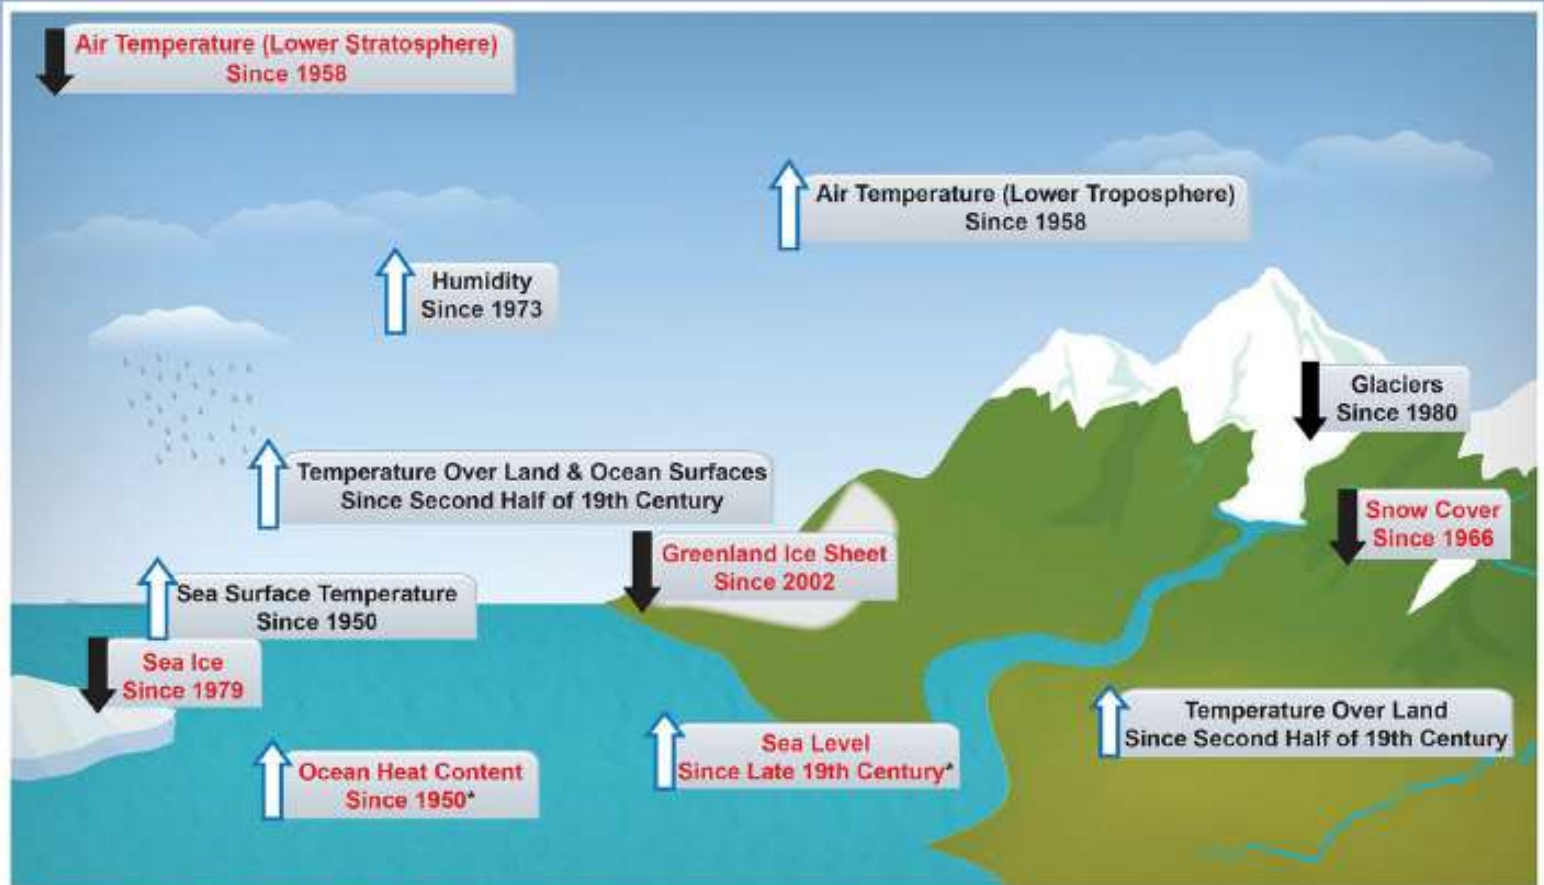 Air Temperature (Lower Stratosphere)
Since 1958
Air Temperature (Lower Troposphere)
Since 1958
Humidity
Since 1973
Glaciers
Since 1980
Temperature Over Land & Ocean Surfaces
Since Second Half of 19th Century
Snow Cover
Since 1966
Greenland Ice Sheet
Since 2002
Sea Surface Temperature
Since 1950
Sea Ice
Since 1979
Temperature Over Land
Since Second Half of 19th Century
Sea Level
Since Late 19th Century*
Ocean Heat Content
Since 1950*